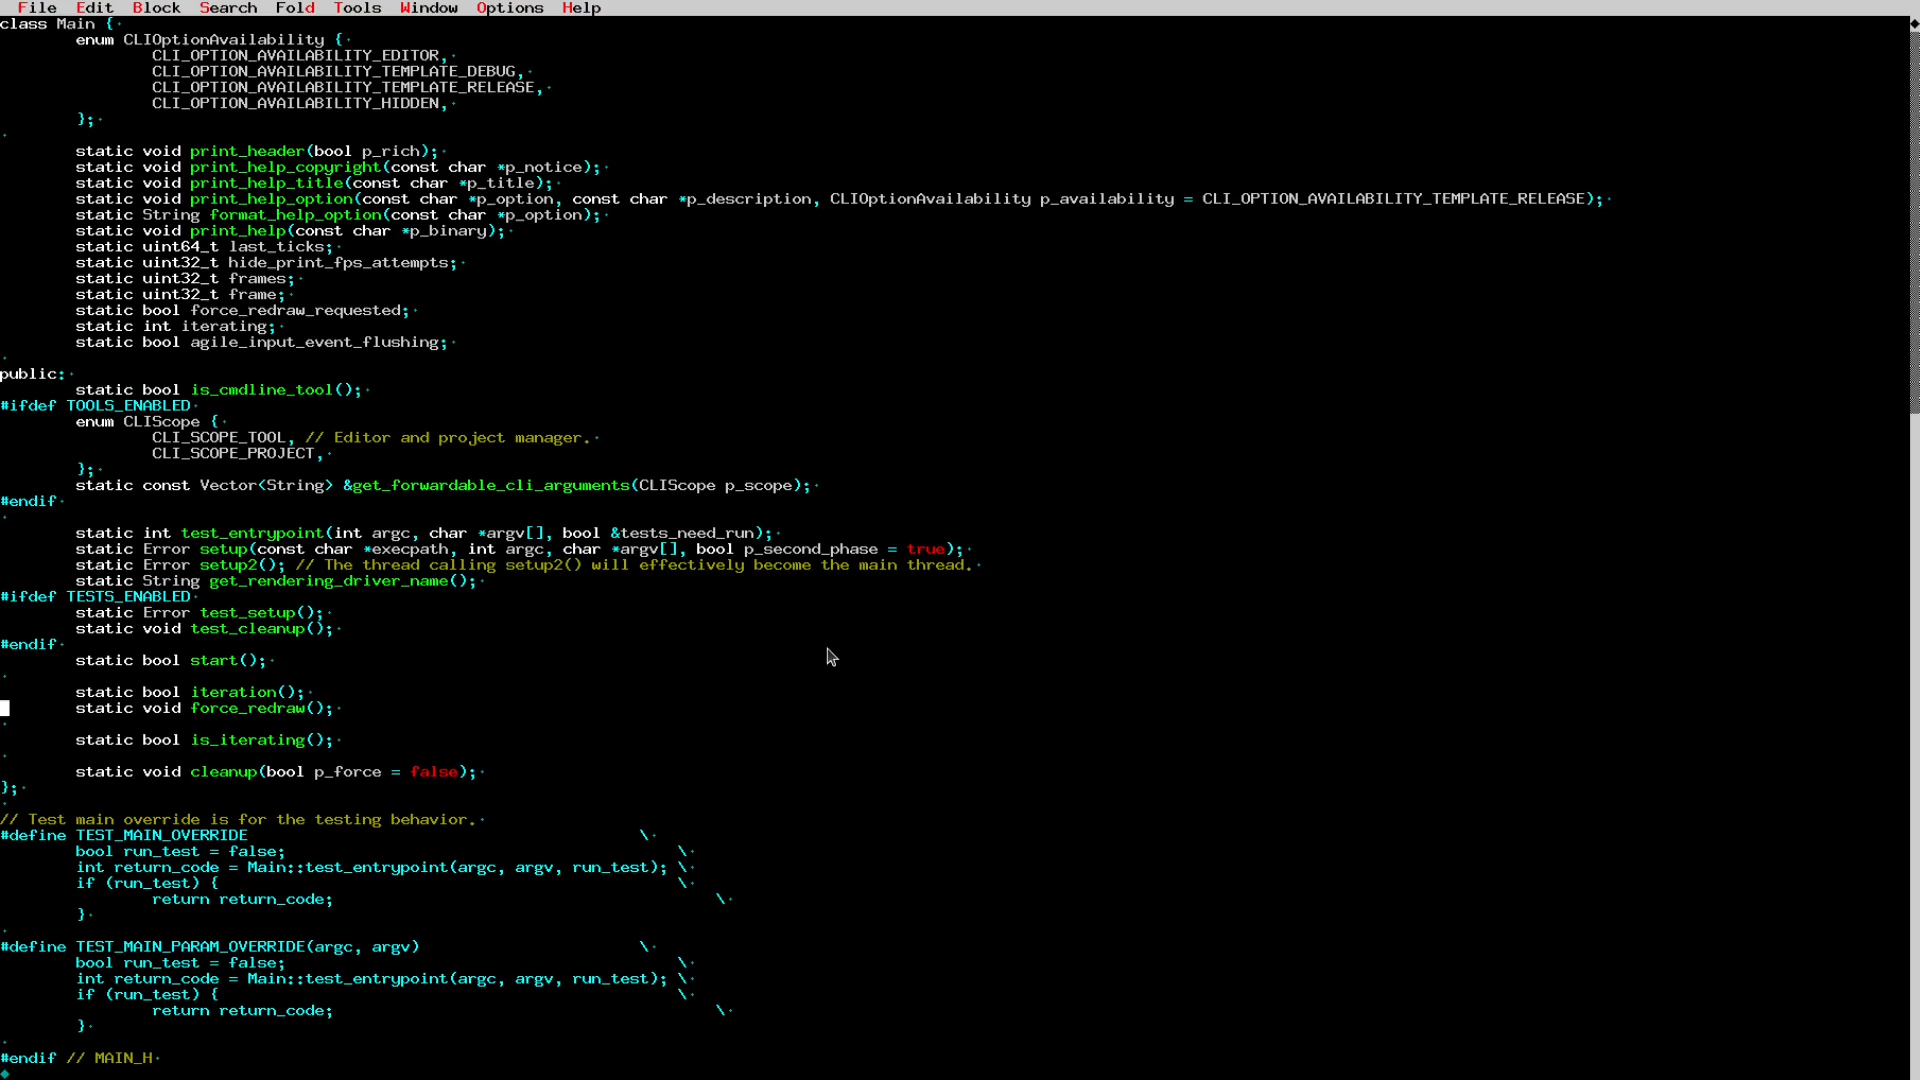 File Edit Block Search Fold Tools Window Options Help
class Main {
enum CLIOptionAvailability {
CLI_OPTION_AVAILABILITY_EDITOR,
CLI_OPTION_AVAILABILITY_TEMPLATE_DEBUG,
CLI_OPTION_AVAILABILITY_TEMPLATE_RELEASE,
CLI_OPTION_AVAILABILITY_HIDDEN,
};
static void print_header(bool p_rich);
static void print_help_copyright(const char *p_notice);
static void print_help_title(const char *p_title);
static void print_help_option(const char *p_option, const char *p_description, CLIOptionAvailability p_availability = CLI_OPTION_AVAILABILITY_TEMPLATE_RELEASE);
static String format_help_option(const char *p_option);
static void print_help(const char *p_binary);
static uint64_t last_ticks;
static uint32_t hide_print_fps_attempts;
static uint32_t frames;
static uint32_t frame;
static bool force_redraw_requested;
static int iterating;
static bool agile_input_event_flushing;
public:
static bool is_cmdline_tool();
#ifdef TOOLS_ENABLED
enum CLIScope {
CLI_SCOPE_TOOL, // Editor and project manager.
CLI_SCOPE_PROJECT,
};
static const Vector<String> &get_forwardable_cli_arguments(CLIScope p_scope);
#endif
static int test_entrypoint(int argc, char *argv[], bool &tests_need_run);
static Error setup(const char *execpath, int argc, char *argv[], bool p_second_phase = true);
static Error setup2(); // The thread calling setup2() will effectively become the main thread.
static String get_rendering_driver_name();
#ifdef TESTS_ENABLED
static Error test_setup();
static void test_cleanup();
#endif
static bool start();
static bool iteration();
static void force_redraw();
static bool is_iterating();
static void cleanup(bool p_force = false);
};
// Test main override is for the testing behavior.
#define TEST_MAIN_OVERRIDE \
bool run_test = false; \
int return_code = Main::test_entrypoint(argc, argv, run_test); \
if (run_test) { \
return return_code; \
}
#define TEST_MAIN_PARAM_OVERRIDE(argc, argv) \
bool run_test = false; \
int return_code = Main::test_entrypoint(argc, argv, run_test); \
if (run_test) { \
return return_code; \
}
#endif // MAIN_H